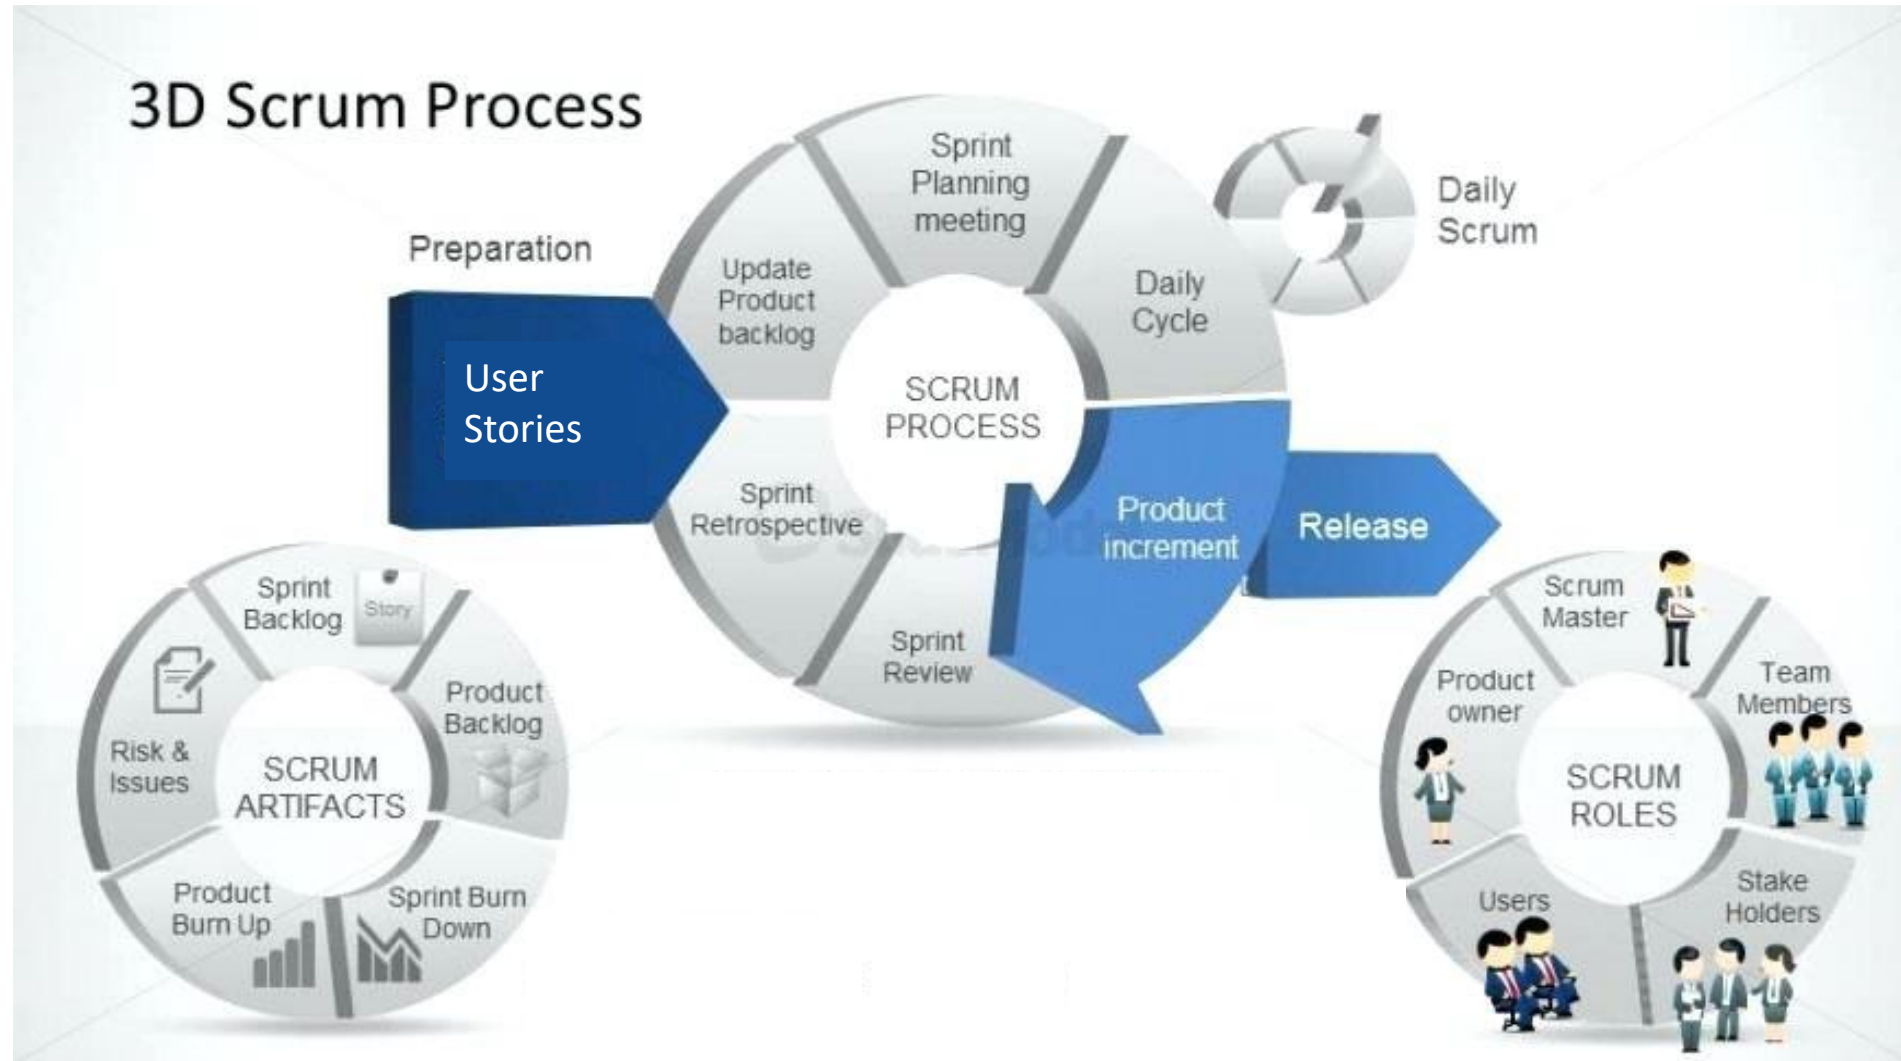 3D Scrum Process
Sprint
Planning
meeting
Daily
Scrum
Preparation
Update
Product
backlog
Daily
Cycle
User
Stories
SCRUM
PROCESS
Sprint
Retrospective
Product
increment
Release
Sprint
Review
Sprint
Backlog
Story
Product
Backlog
Risk &
Issues
SCRUM
ARTIFACTS
Product
Burn Up
Sprint Burn
Down
Scrum
Master
Team
Members
Product
owner
SCRUM
ROLES
Users
Stake
Holders